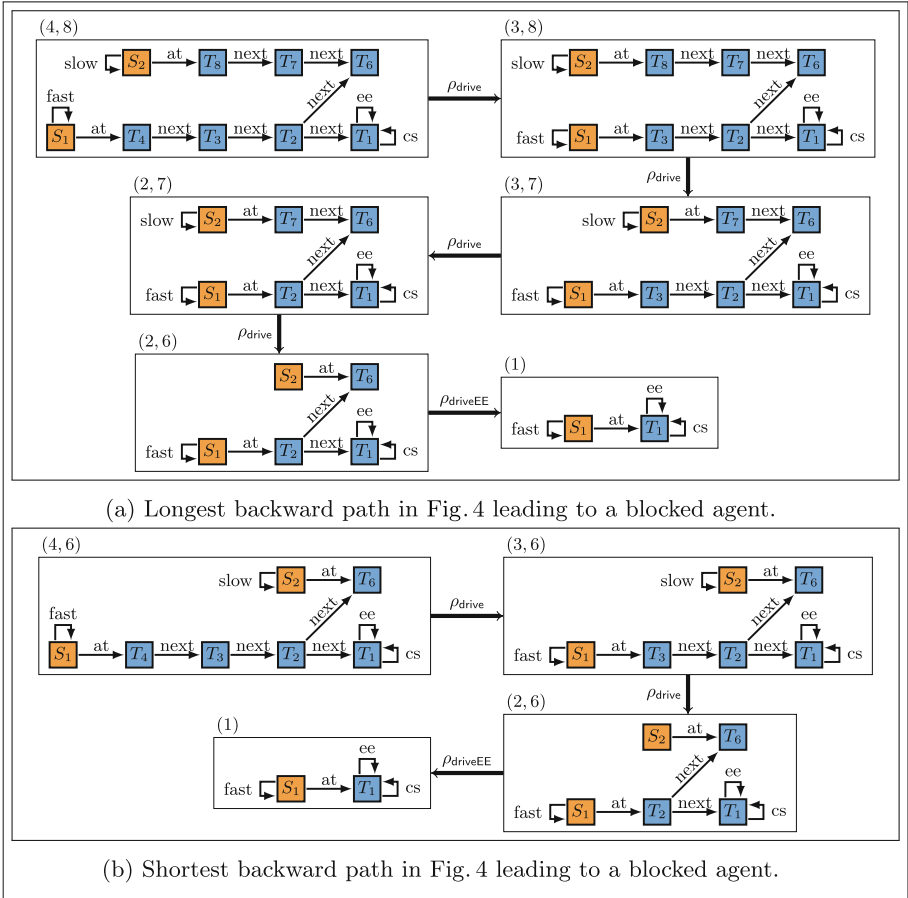 (4, 8)
slow S2 at T8 next T7 next T6
fast next ee
S1 at T4 next T3 next T2 next T1 cs
ρdrive
(3, 8)
slow S2 at T8 next T7 next T6
next ee
fast S1 at T3 next T2 next T1 cs
ρdrive
(2, 7)
slow S2 at T7 next T6
next ee
fast S1 at T2 next T1 cs
ρdrive
(3, 7)
slow S2 at T7 next T6
next ee
fast S1 at T3 next T2 next T1 cs
ρdrive
(2, 6)
S2 at T6
next ee
fast S1 at T2 next T1 cs
ρdriveEE
(1)
ee
fast S1 at T1 cs
(a) Longest backward path in Fig. 4 leading to a blocked agent.
(4, 6)
slow S2 at T6
fast next ee
S1 at T4 next T3 next T2 next T1 cs
ρdrive
(3, 6)
slow S2 at T6
next ee
fast S1 at T3 next T2 next T1 cs
ρdrive
(1)
ee
fast S1 at T1 cs
ρdriveEE
(2, 6)
S2 at T6
next ee
fast S1 at T2 next T1 cs
(b) Shortest backward path in Fig. 4 leading to a blocked agent.